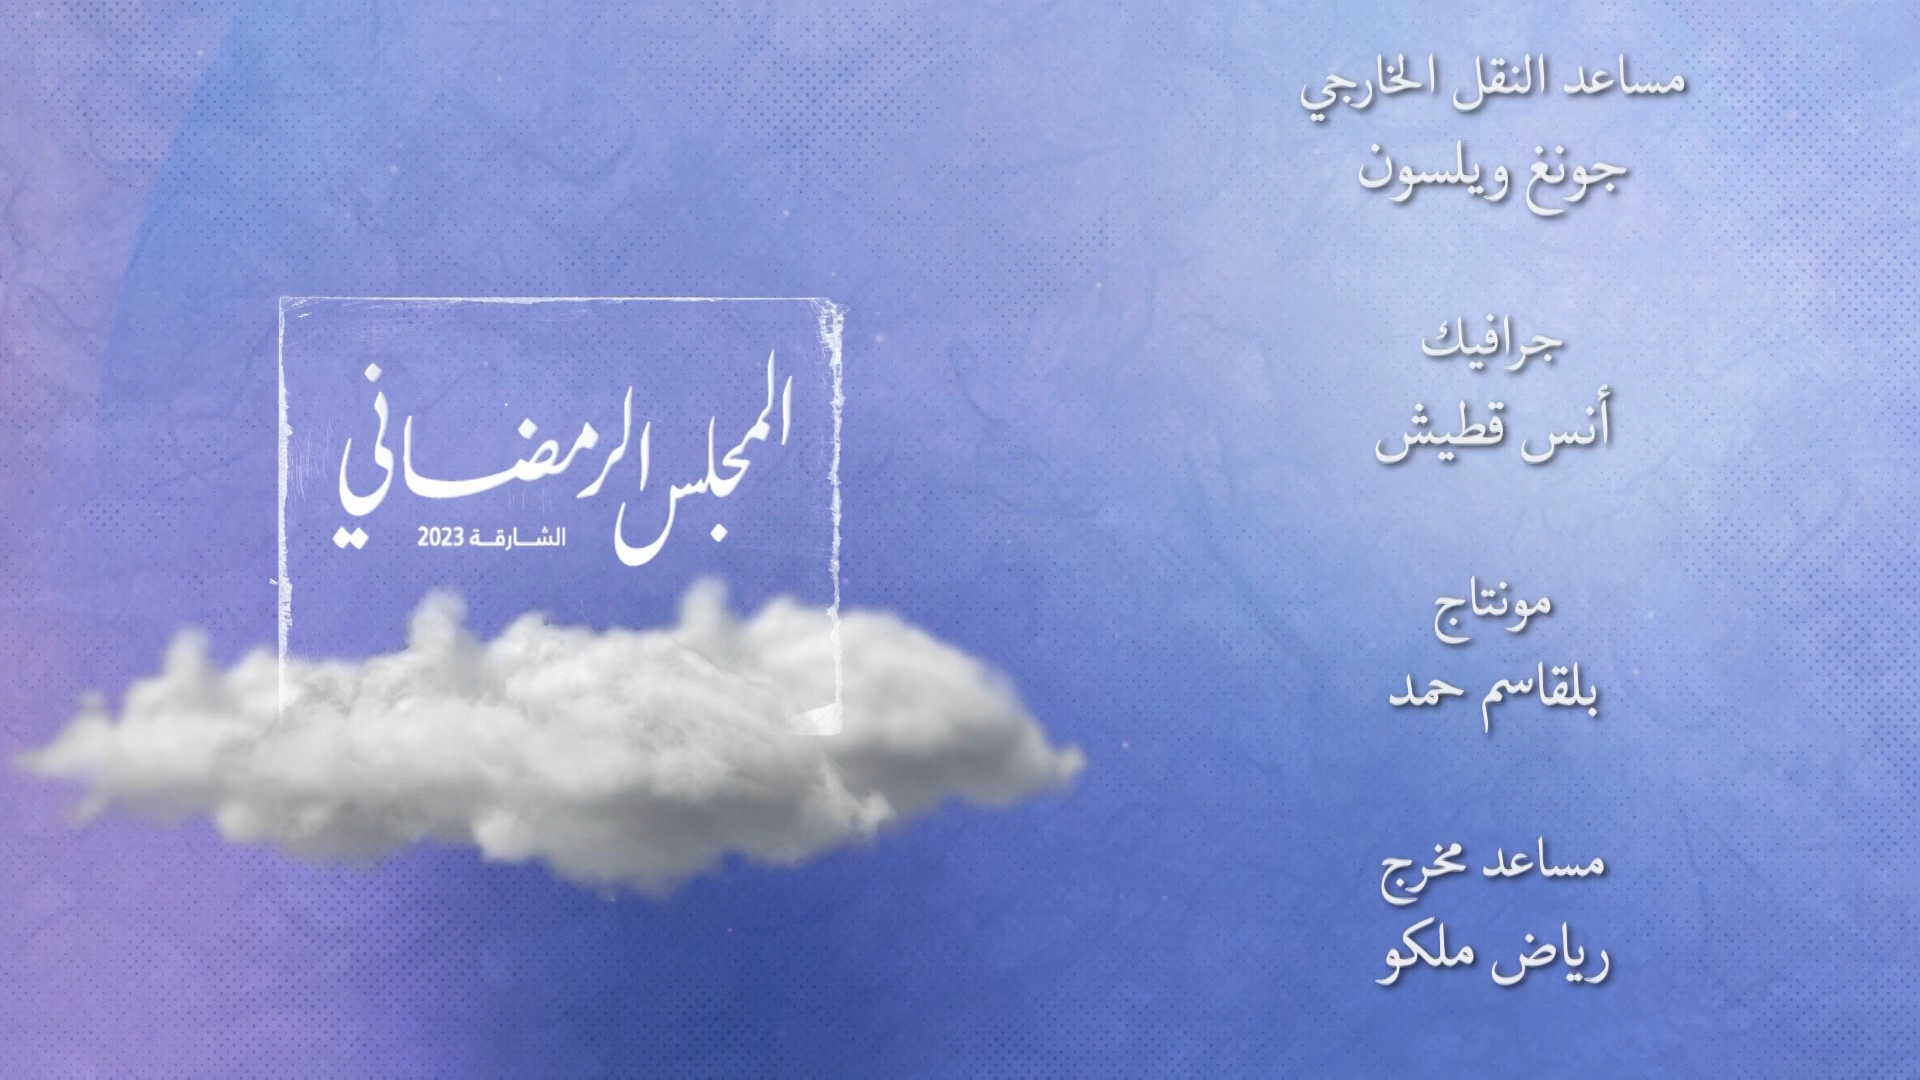 مساعد النقل الخارجي
جونغ ويلسون
جرافيك
أنس قطيش
مونتاج
بلقاسم حمد
مساعد مخرج
رياض ملكو
المجلس الرمضاني
الشارقة 2023